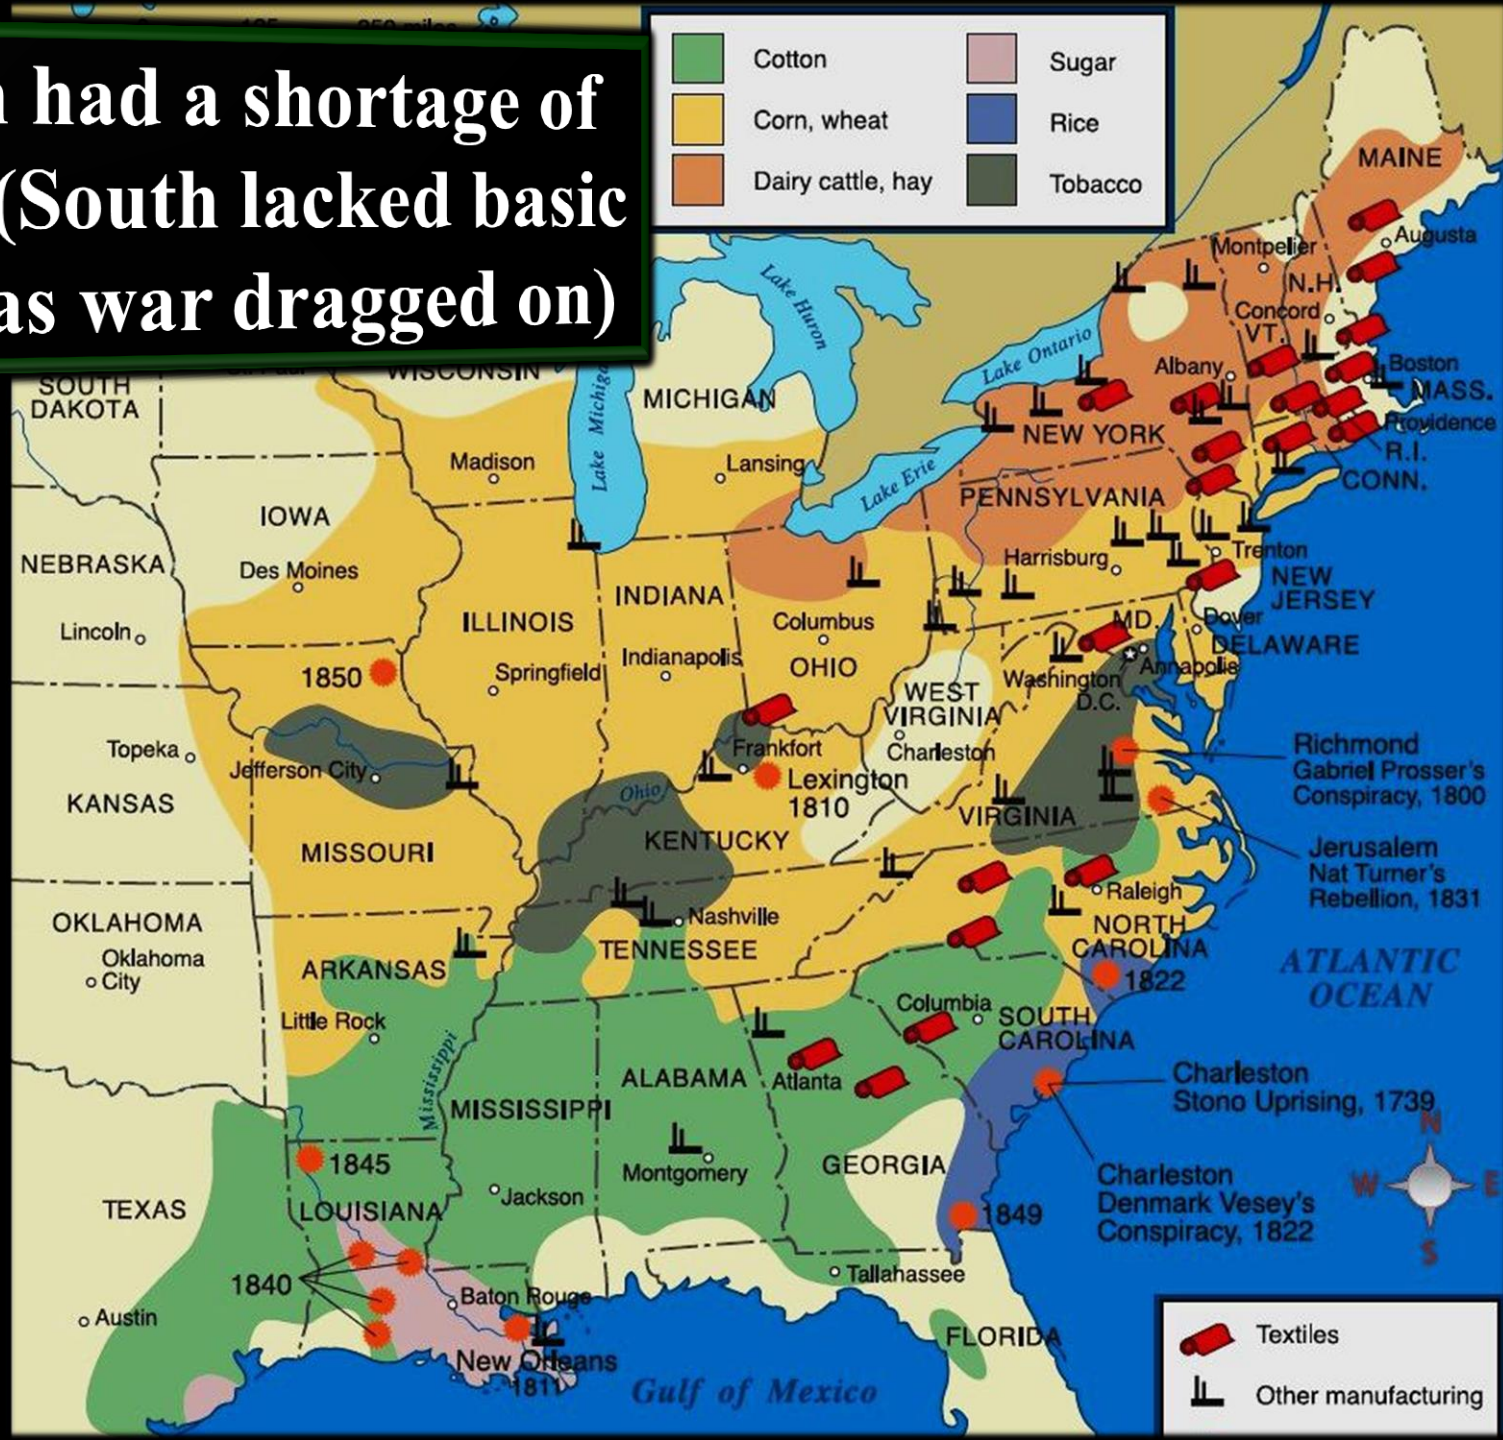 had a shortage of
(South lacked basic
as war dragged on)
Cotton
Corn, wheat
Dairy cattle, hay
Sugar
Rice
Tobacco
MAINE
Augusta
Montpelier
N.H.
Concord
VT.
Boston
MASS.
Albany
Providence
R.I.
CONN.
NEW YORK
Lake Huron
Lake Ontario
Lake Erie
Lake Michigan
SOUTH
DAKOTA
WISCONSIN
MICHIGAN
Madison
Lansing
PENNSYLVANIA
Harrisburg
Trenton
NEW
JERSEY
IOWA
Des Moines
NEBRASKA
Lincoln
ILLINOIS
Springfield
INDIANA
Indianapolis
Columbus
OHIO
MD.
Dover
DELAWARE
Annapolis
Washington
D.C.
WEST
VIRGINIA
Charleston
1850
Topeka
KANSAS
Jefferson City
MISSOURI
Frankfort
Lexington
1810
Ohio
KENTUCKY
VIRGINIA
Richmond
Gabriel Prosser's
Conspiracy, 1800
Jerusalem
Nat Turner's
Rebellion, 1831
OKLAHOMA
Oklahoma
City
ARKANSAS
Little Rock
Nashville
TENNESSEE
Raleigh
NORTH
CAROLINA
1822
ATLANTIC
OCEAN
Columbia
SOUTH
CAROLINA
Mississippi
MISSISSIPPI
ALABAMA
Atlanta
Charleston
Stono Uprising, 1739
Charleston
Denmark Vesey's
Conspiracy, 1822
N
W
E
S
1845
TEXAS
LOUISIANA
Jackson
Montgomery
GEORGIA
1849
1840
Austin
Baton Rouge
Tallahassee
FLORIDA
New Orleans
1811
Gulf of Mexico
Textiles
Other manufacturing